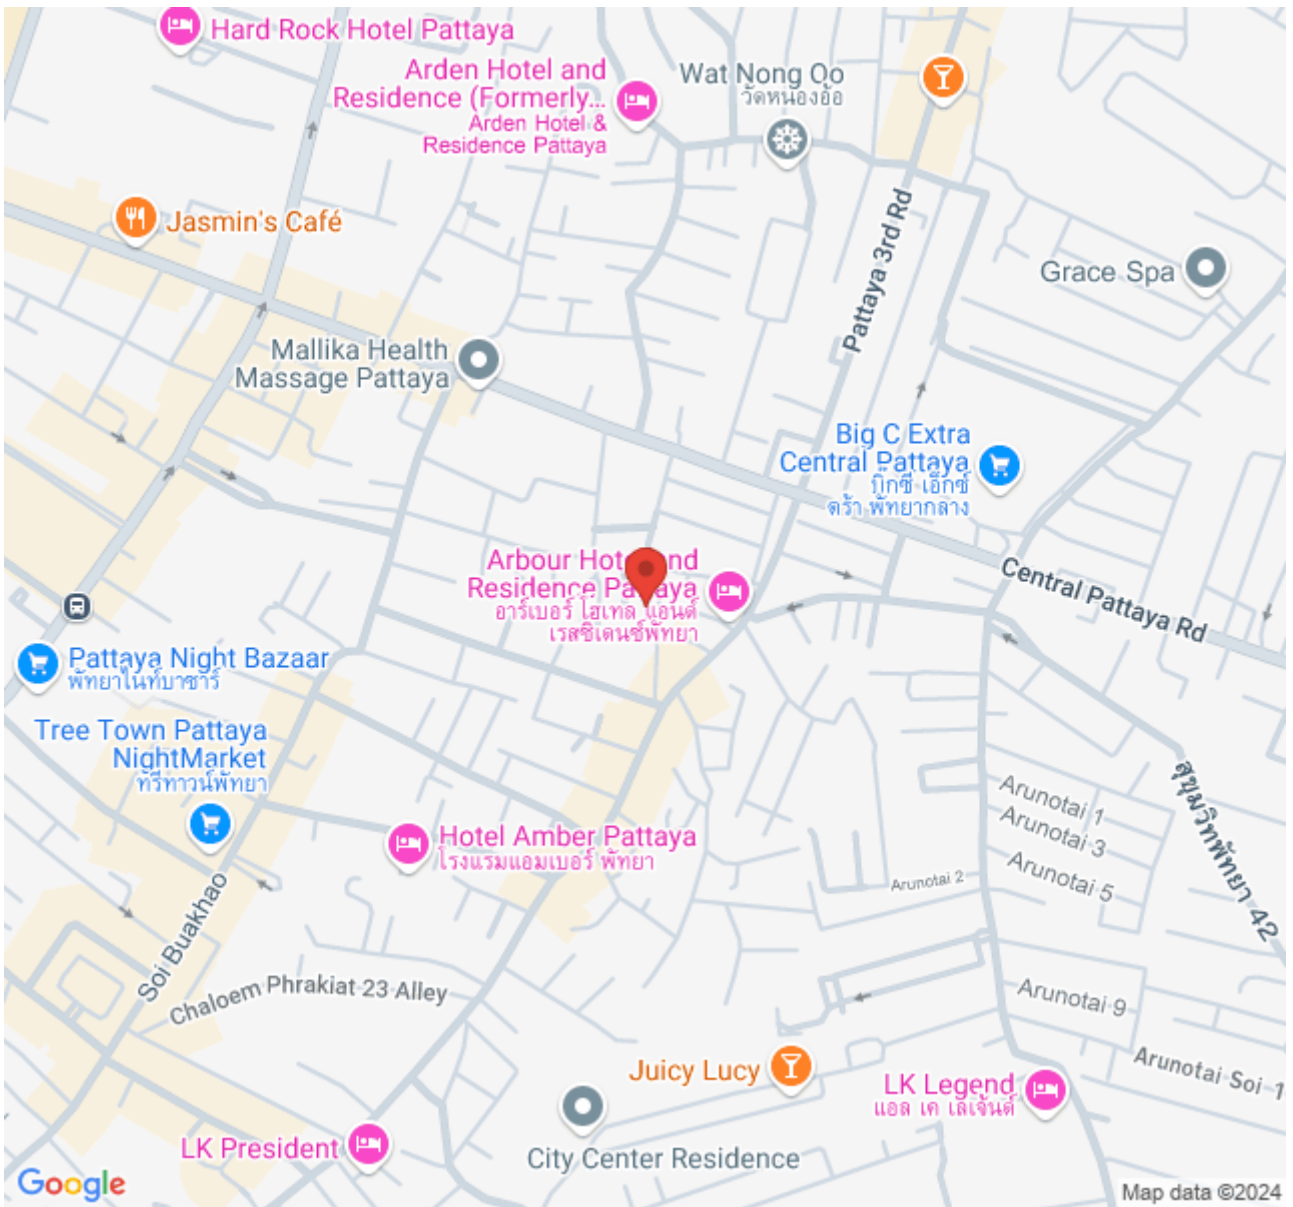 Hard Rock Hotel Pattaya
Arden Hotel and
Residence (Formerly...
Arden Hotel &
Residence Pattaya
Wat Nong Oo
วัดหนองอ้อ
Jasmin's Café
Pattaya 3rd Rd
Grace Spa
Mallika Health
Massage Pattaya
Big C Extra
Central Pattaya
บิ๊กซี เอ็กซ์
ตร้า พัทยากลาง
Arbour Hot nd
Residence Pa aya
อาร์เบอร์ โฮเทล แอนด์
เรสซิเดนซ์พัทยา
Central Pattaya Rd
Pattaya Night Bazaar
พัทยาไนท์บาซาร์
Tree Town Pattaya
NightMarket
ทรีทาวน์พัทยา
สุขุมวิทพัทยา 42
Arunotai 1
Arunotai 3
Arunotai 5
Hotel Amber Pattaya
โรงแรมแอมเบอร์ พัทยา
Arunotai 2
Soi Buakhao
Chaloem Phrakiat 23 Alley
Arunotai 9
Arunotai Soi 1
Juicy Lucy
LK Legend
แอล เค เลเจ้นด์
LK President
City Center Residence
Google
Map data ©2024